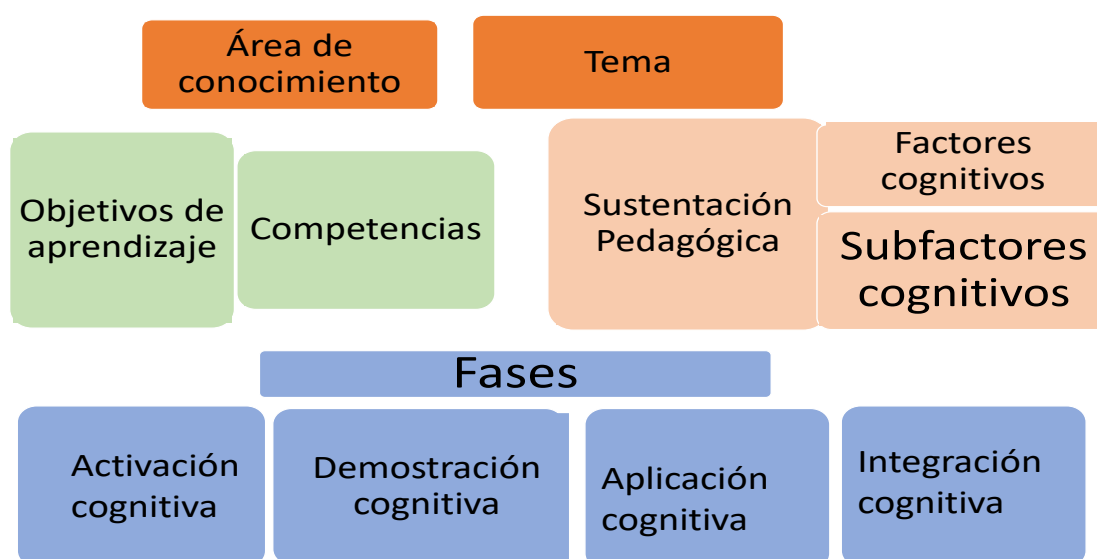 Área de
conocimiento
Tema
Objetivos de
aprendizaje
Competencias
Sustentación
Pedagógica
Factores
cognitivos
Subfactores
cognitivos
Fases
Activación
cognitiva
Demostración
cognitiva
Aplicación
cognitiva
Integración
cognitiva